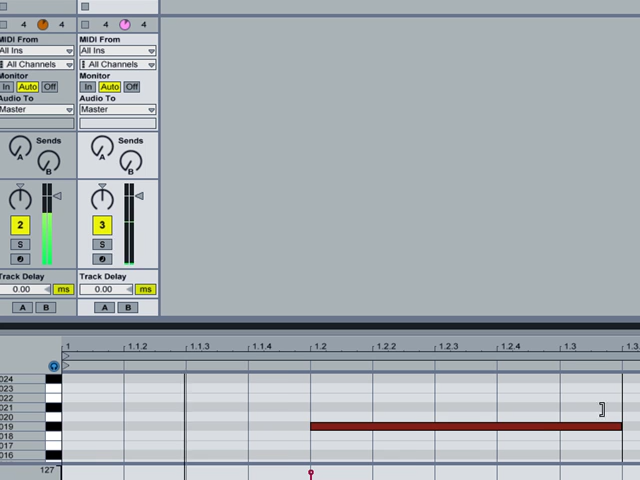 4 4 4 4
MIDI From MIDI From
All Ins All Ins
All Channels All Channels
Monitor Monitor
In Auto Off In Auto Off
Audio To Audio To
Master Master
Sends Sends
A B A B
2 3
S S
Track Delay Track Delay
0.00 ms 0.00 ms
A B A B
1 1.1.2 1.1.3 1.1.4 1.2 1.2.2 1.2.3 1.2.4 1.3 1.3.
024
023
022
021
020
019
018
017
016
127